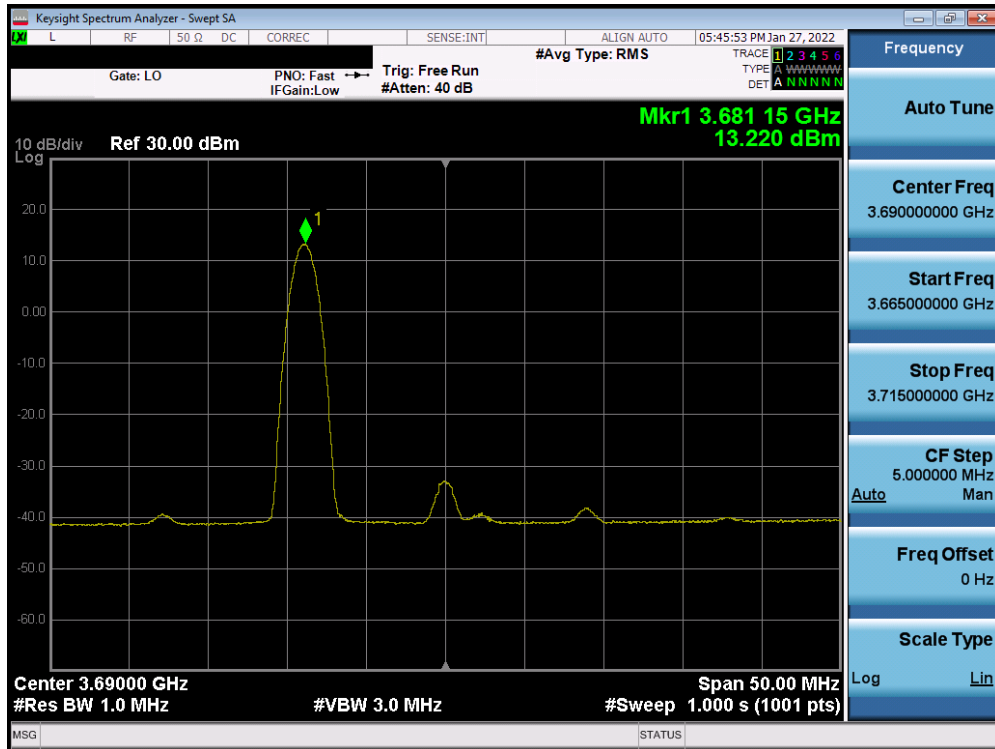 Keysight Spectrum Analyzer - Swept SA
LXI L RF 50 Ω DC CORREC SENSE:INT ALIGN AUTO 05:45:53 PM Jan 27, 2022
Gate: LO
PNO: Fast
IFGain:Low
Trig: Free Run
#Atten: 40 dB
#Avg Type: RMS
TRACE 1 2 3 4 5 6
TYPE A WWWWW
DET A N N N N N
Mkr1 3.681 15 GHz
13.220 dBm
10 dB/div Ref 30.00 dBm
Log
1
20.0
10.0
0.00
-10.0
-20.0
-30.0
-40.0
-50.0
-60.0
Center 3.69000 GHz Span 50.00 MHz
#Res BW 1.0 MHz #VBW 3.0 MHz #Sweep 1.000 s (1001 pts)
MSG STATUS
Frequency
Auto Tune
Center Freq
3.690000000 GHz
Start Freq
3.665000000 GHz
Stop Freq
3.715000000 GHz
CF Step
5.000000 MHz
Auto Man
Freq Offset
0 Hz
Scale Type
Log Lin